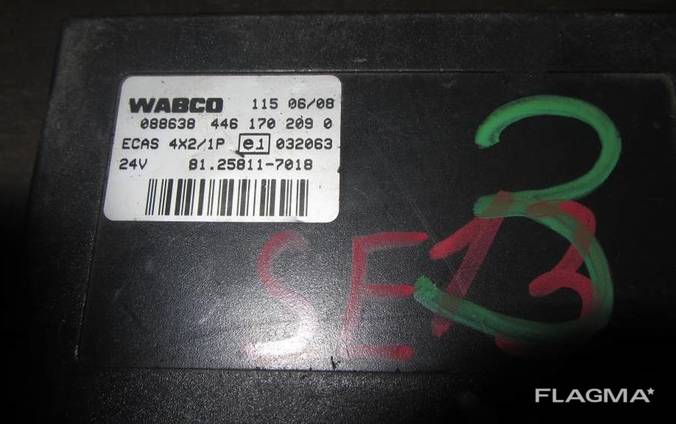 WABCO 115 06/08
088638 446 170 209 0
ECAS 4X2/1P e1 032063
24V 81.25811-7018
3
SE13
FLAGMA*